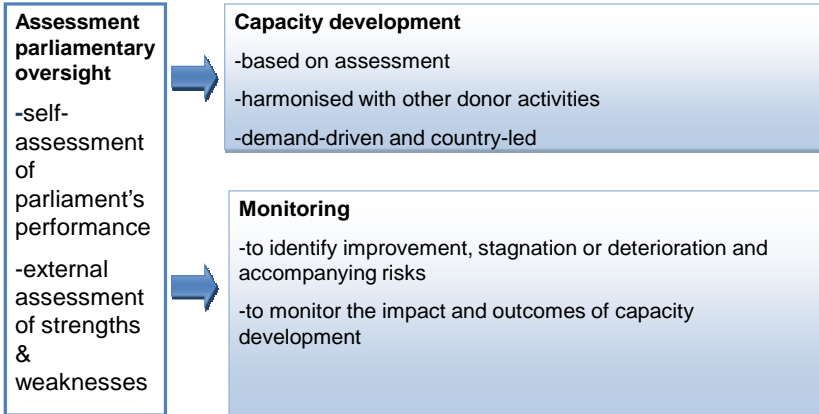 Assessment
parliamentary
oversight
-self-
assessment
of
parliament's
performance
-external
assessment
of strengths
&
weaknesses
Capacity development
-based on assessment
-harmonised with other donor activities
-demand-driven and country-led
Monitoring
-to identify improvement, stagnation or deterioration and
accompanying risks
-to monitor the impact and outcomes of capacity
development